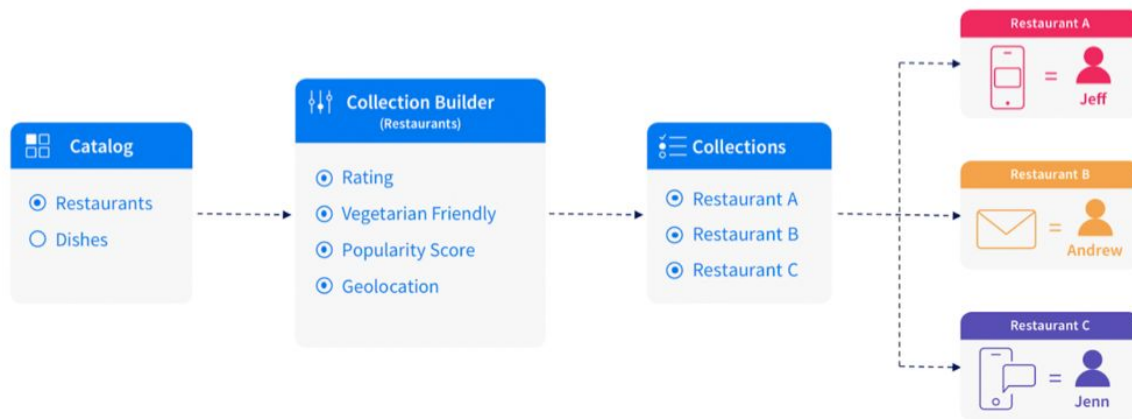 Catalog
Restaurants
Dishes
Collection Builder
(Restaurants)
Rating
Vegetarian Friendly
Popularity Score
Geolocation
Collections
Restaurant A
Restaurant B
Restaurant C
Restaurant A
=
Jeff
Restaurant B
=
Andrew
Restaurant C
=
Jenn